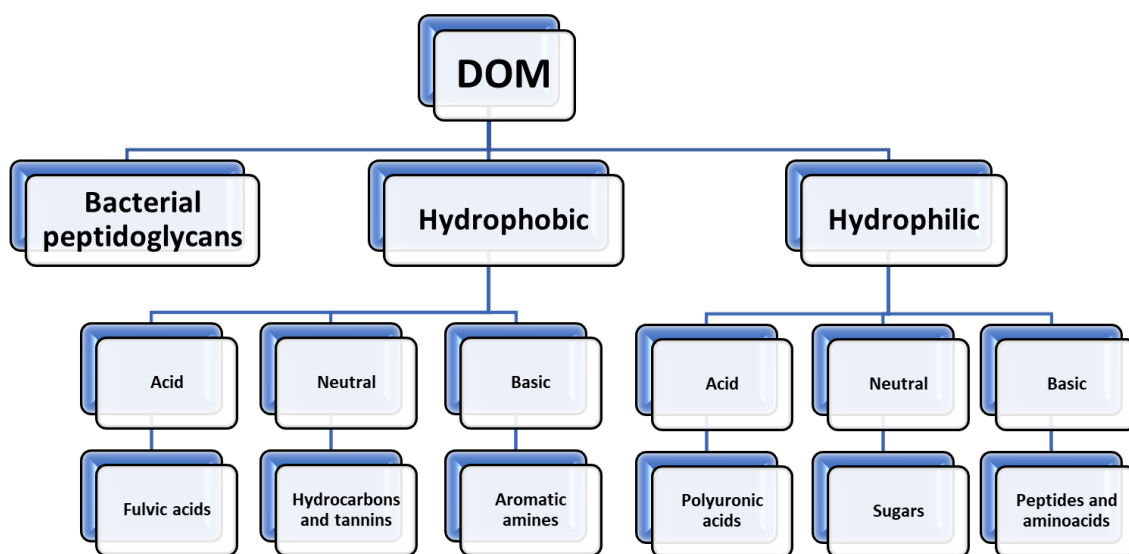 DOM
Bacterial
peptidoglycans
Hydrophobic
Hydrophilic
Acid
Neutral
Basic
Acid
Neutral
Basic
Fulvic acids
Hydrocarbons
and tannins
Aromatic
amines
Polyuronic
acids
Sugars
Peptides and
aminoacids